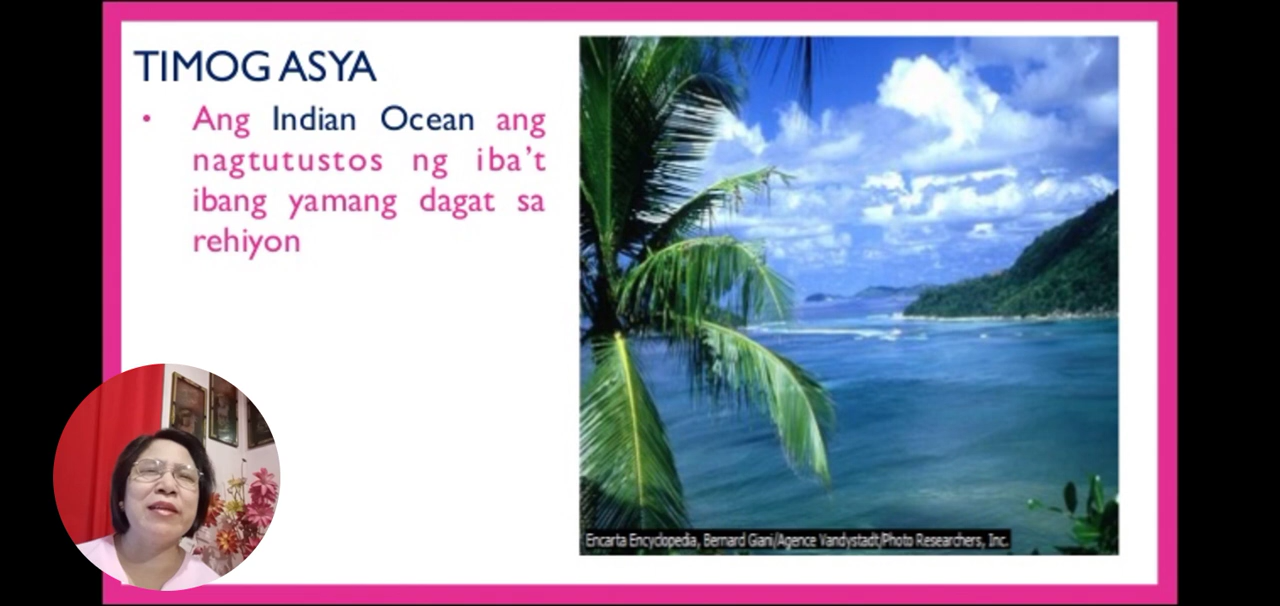 TIMOG ASYA
• Ang Indian Ocean ang
nagtutustos ng iba’t
ibang yamang dagat sa
rehiyon
Encarta Encyclopedia, Bernard Giani/Agence Vandystadt/Photo Researchers, Inc.